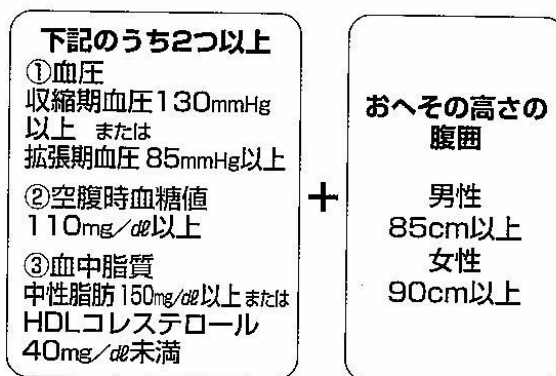 下記のうち2つ以上
①血圧
収縮期血圧130mmHg
以上 または
拡張期血圧85mmHg以上
②空腹時血糖値
110mg/㎗以上
③血中脂質
中性脂肪150mg/㎗以上または
HDLコレステロール
40mg/㎗未満
+
おへその高さの
腹囲
男性
85cm以上
女性
90cm以上